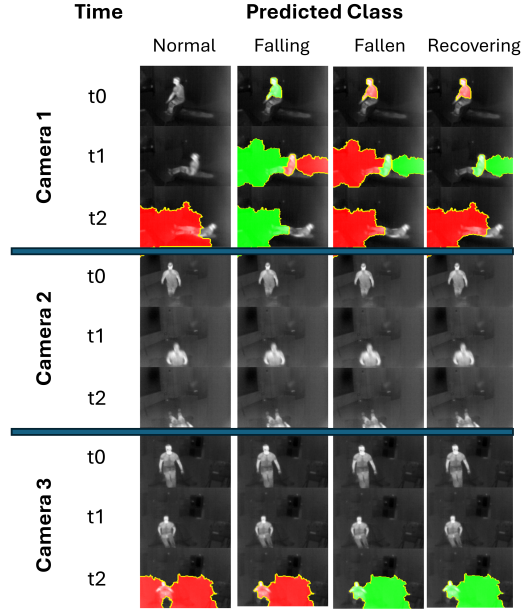 Time Predicted Class
Normal Falling Fallen Recovering
Camera 1
t0
t1
t2
Camera 2
t0
t1
t2
Camera 3
t0
t1
t2